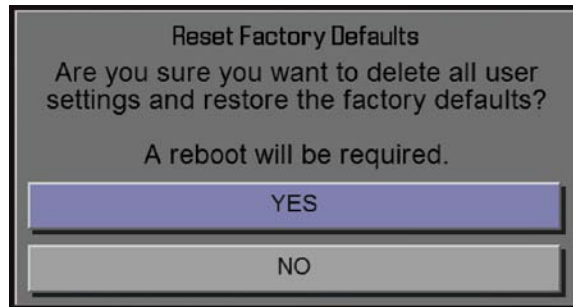 Reset Factory Defaults
Are you sure you want to delete all user
settings and restore the factory defaults?
A reboot will be required.
YES
NO